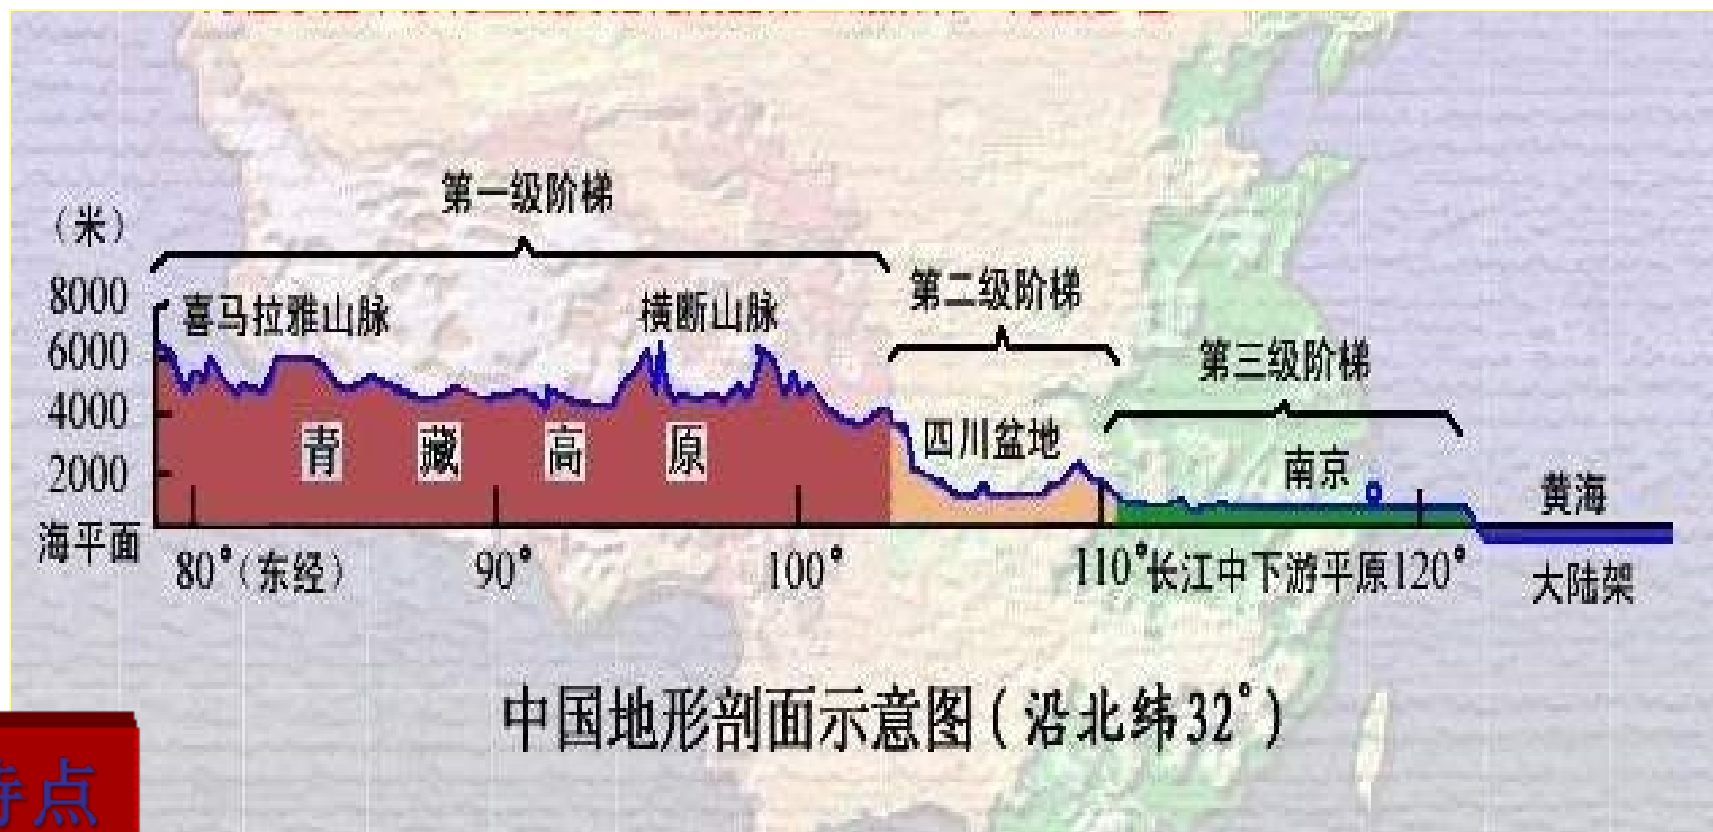 第一级阶梯
(米)
8000
喜马拉雅山脉
横断山脉
第二级阶梯
6000
第三级阶梯
4000
青藏高原
四川盆地
南京
2000
黄海
海平面
80°(东经)
90°
100°
110°
长江中下游平原
120°
大陆架
中国地形剖面示意图(沿北纬32°)
特点